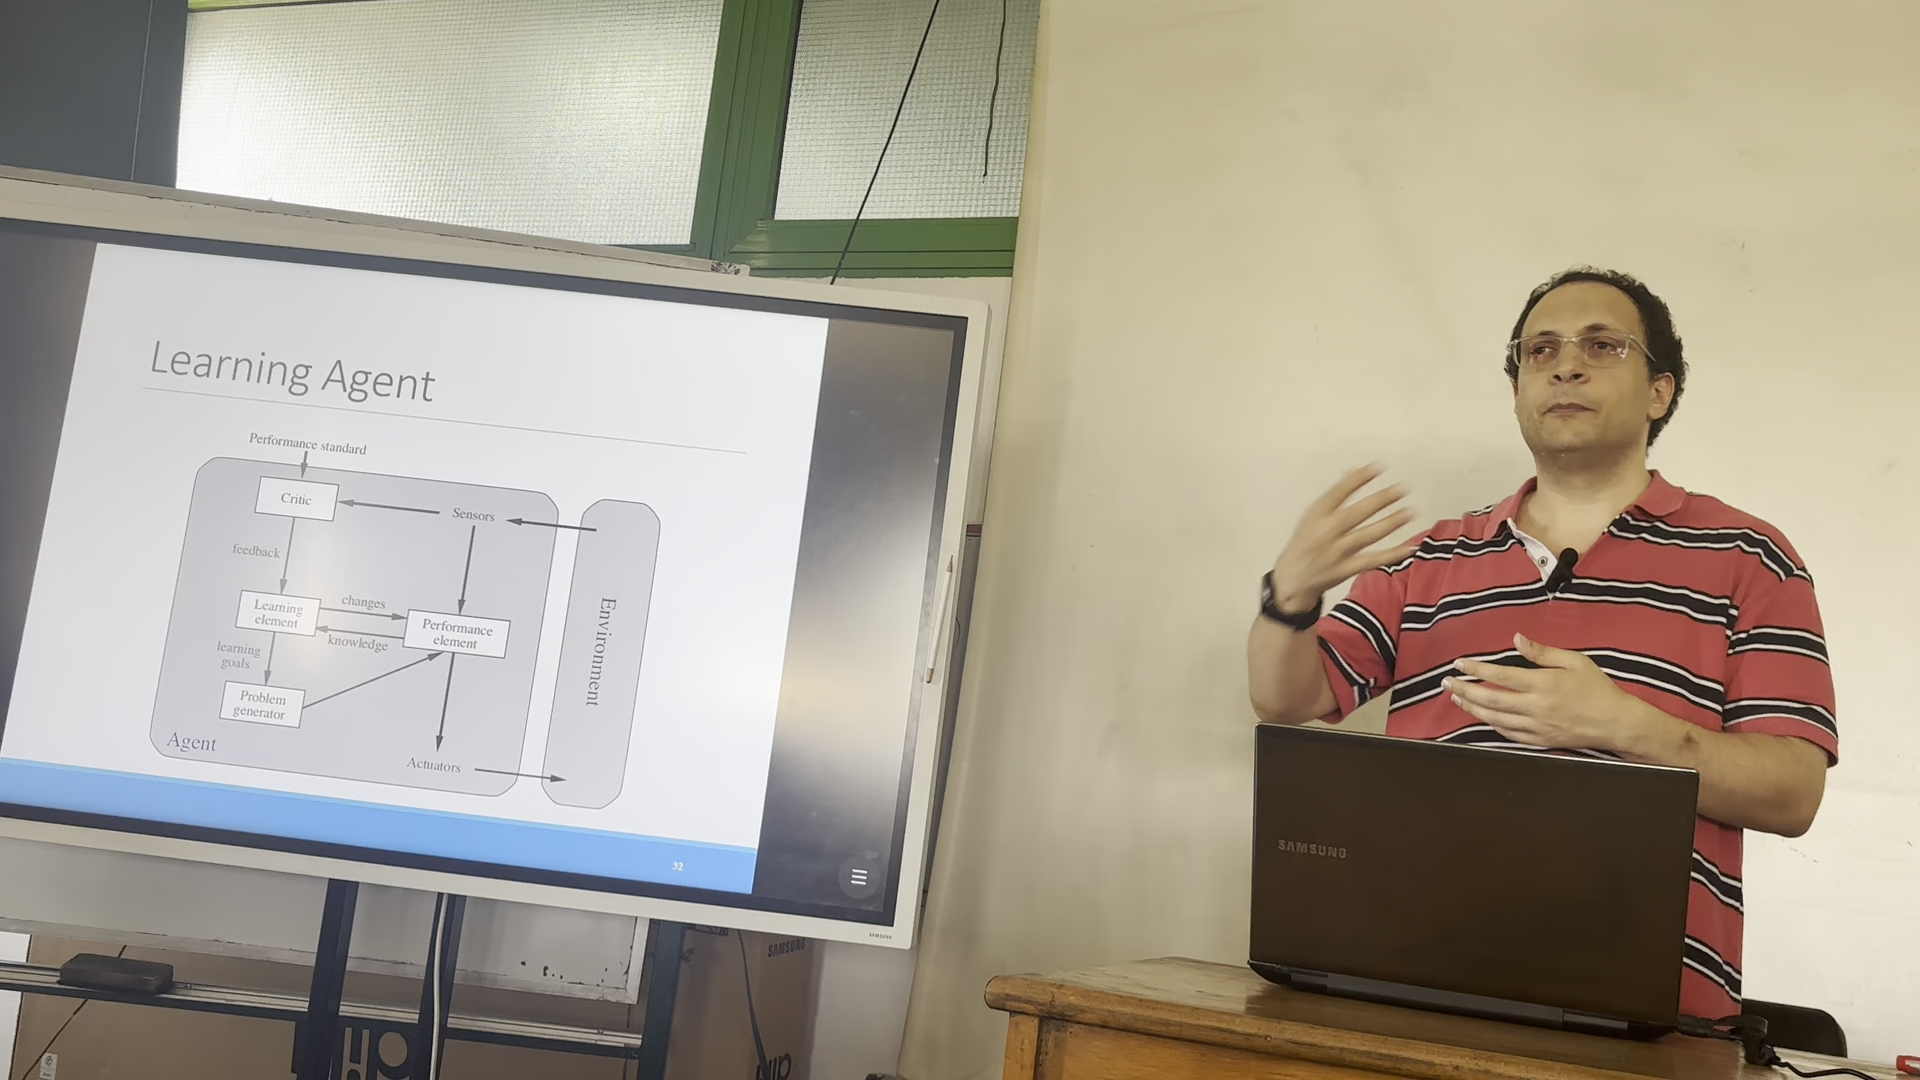 Learning Agent
Performance standard
Critic
Sensors
feedback
Learning
element
changes
knowledge
Performance
element
learning
goals
Problem
generator
Agent
Actuators
Environment
32
SAMSUNG
SAMSUNG
SAMSUNG